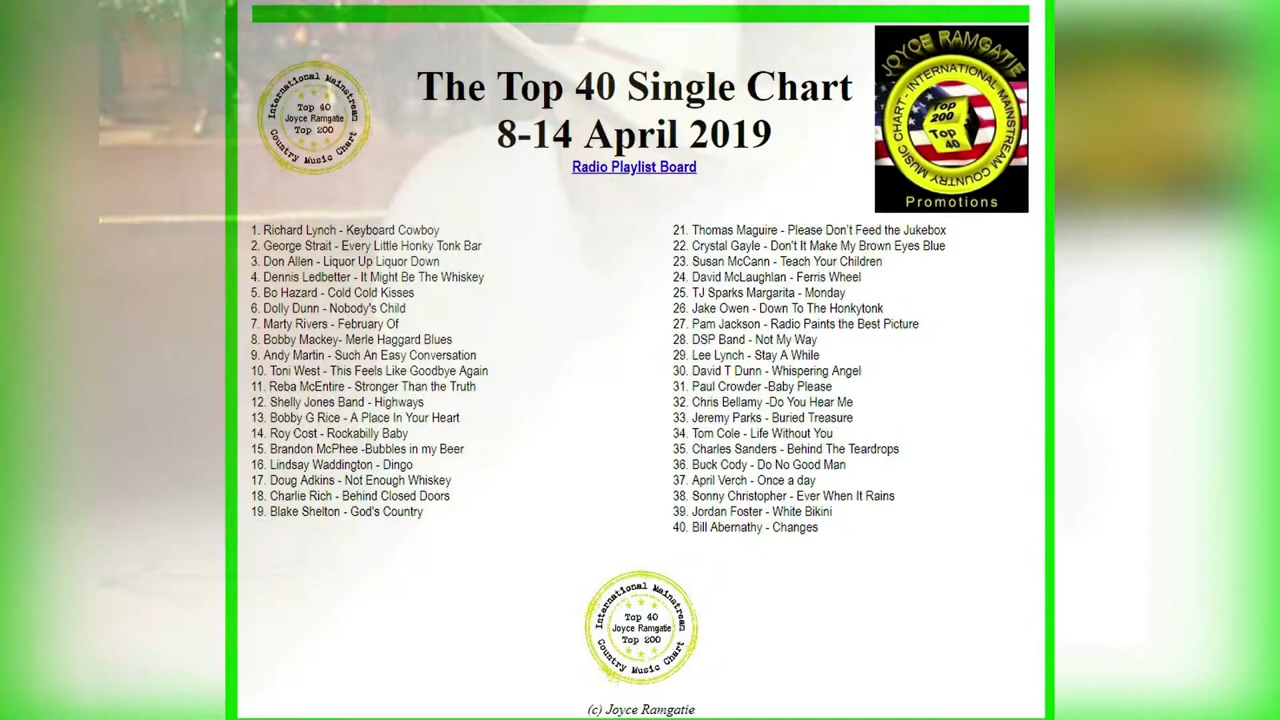 The Top 40 Single Chart
8-14 April 2019
Radio Playlist Board
International Mainstream
Top 40
Joyce Ramgatie
Top 200
Country Music Chart
JOYCE RAMGATIE
MUSIC CHART - INTERNATIONAL MAINSTREAM COUNTRY
Top
200
Top
40
Promotions
1. Richard Lynch - Keyboard Cowboy
2. George Strait - Every Little Honky Tonk Bar
3. Don Allen - Liquor Up Liquor Down
4. Dennis Ledbetter - It Might Be The Whiskey
5. Bo Hazard - Cold Cold Kisses
6. Dolly Dunn - Nobody's Child
7. Marty Rivers - February Of
8. Bobby Mackey- Merle Haggard Blues
9. Andy Martin - Such An Easy Conversation
10. Toni West - This Feels Like Goodbye Again
11. Reba McEntire - Stronger Than the Truth
12. Shelly Jones Band - Highways
13. Bobby G Rice - A Place In Your Heart
14. Roy Cost - Rockabilly Baby
15. Brandon McPhee -Bubbles in my Beer
16. Lindsay Waddington - Dingo
17. Doug Adkins - Not Enough Whiskey
18. Charlie Rich - Behind Closed Doors
19. Blake Shelton - God's Country
21. Thomas Maguire - Please Don't Feed the Jukebox
22. Crystal Gayle - Don't It Make My Brown Eyes Blue
23. Susan McCann - Teach Your Children
24. David McLaughlan - Ferris Wheel
25. TJ Sparks Margarita - Monday
26. Jake Owen - Down To The Honkytonk
27. Pam Jackson - Radio Paints the Best Picture
28. DSP Band - Not My Way
29. Lee Lynch - Stay A While
30. David T Dunn - Whispering Angel
31. Paul Crowder -Baby Please
32. Chris Bellamy -Do You Hear Me
33. Jeremy Parks - Buried Treasure
34. Tom Cole - Life Without You
35. Charles Sanders - Behind The Teardrops
36. Buck Cody - Do No Good Man
37. April Verch - Once a day
38. Sonny Christopher - Ever When It Rains
39. Jordan Foster - White Bikini
40. Bill Abernathy - Changes
International Mainstream
Top 40
Joyce Ramgatie
Top 200
Country Music Chart
(c) Joyce Ramgatie